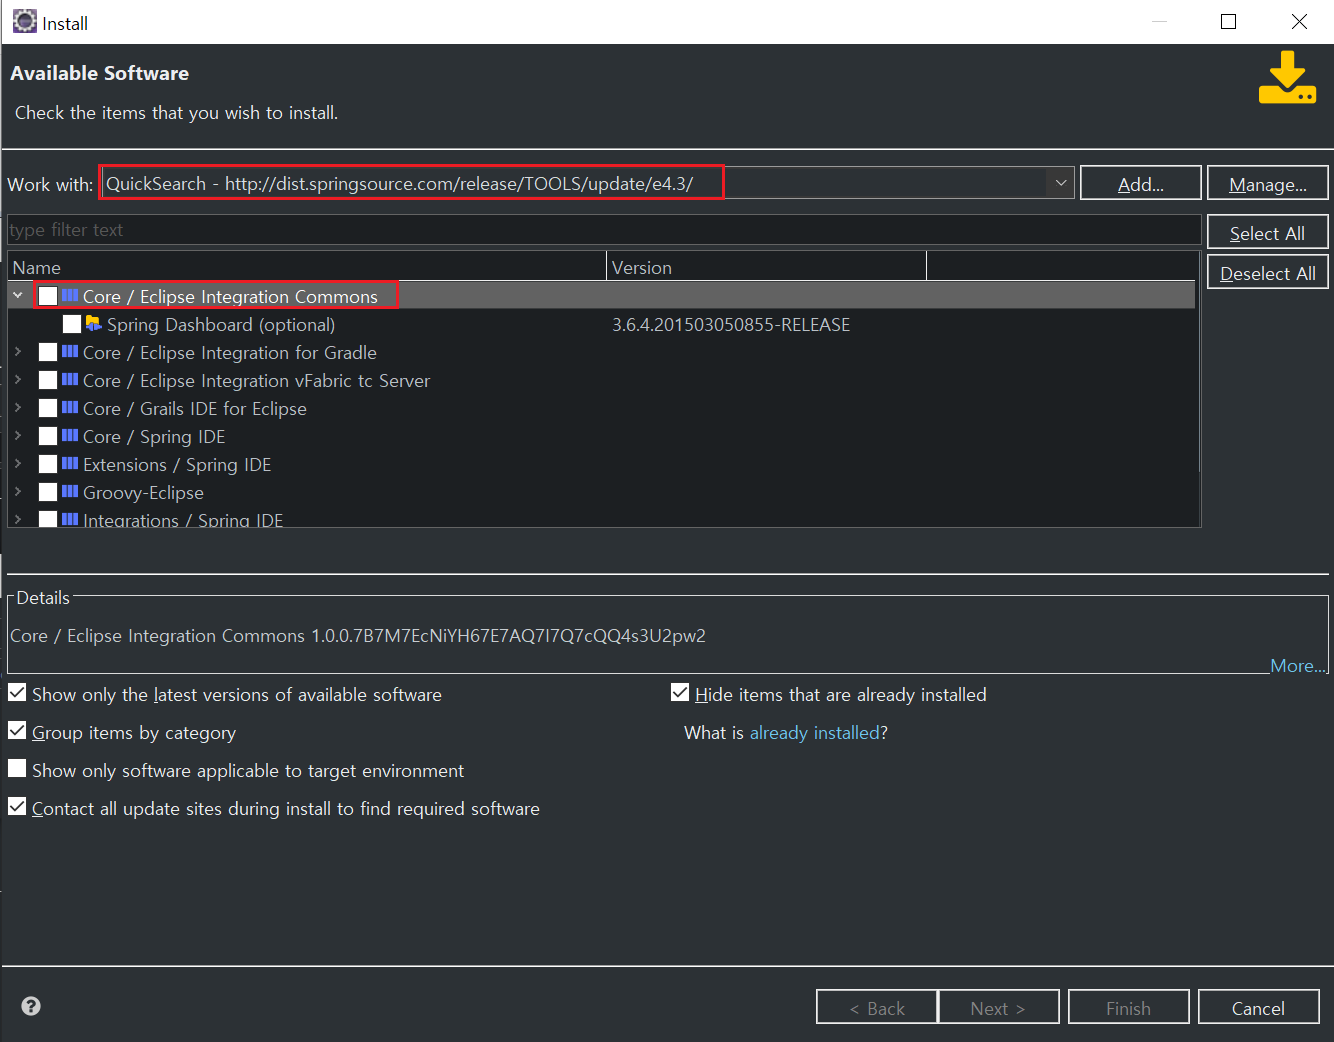 Install
Available Software
Check the items that you wish to install.
Work with: QuickSearch - http://dist.springsource.com/release/TOOLS/update/e4.3/ Add... Manage...
type filter text Select All
Name Version Deselect All
Core / Eclipse Integration Commons
Spring Dashboard (optional) 3.6.4.201503050855-RELEASE
Core / Eclipse Integration for Gradle
Core / Eclipse Integration vFabric tc Server
Core / Grails IDE for Eclipse
Core / Spring IDE
Extensions / Spring IDE
Groovy-Eclipse
Integrations / Spring IDE
Details
Core / Eclipse Integration Commons 1.0.0.7B7M7EcNiYH67E7AQ7I7Q7cQQ4s3U2pw2
More...
Show only the latest versions of available software Hide items that are already installed
Group items by category What is already installed?
Show only software applicable to target environment
Contact all update sites during install to find required software
< Back Next > Finish Cancel